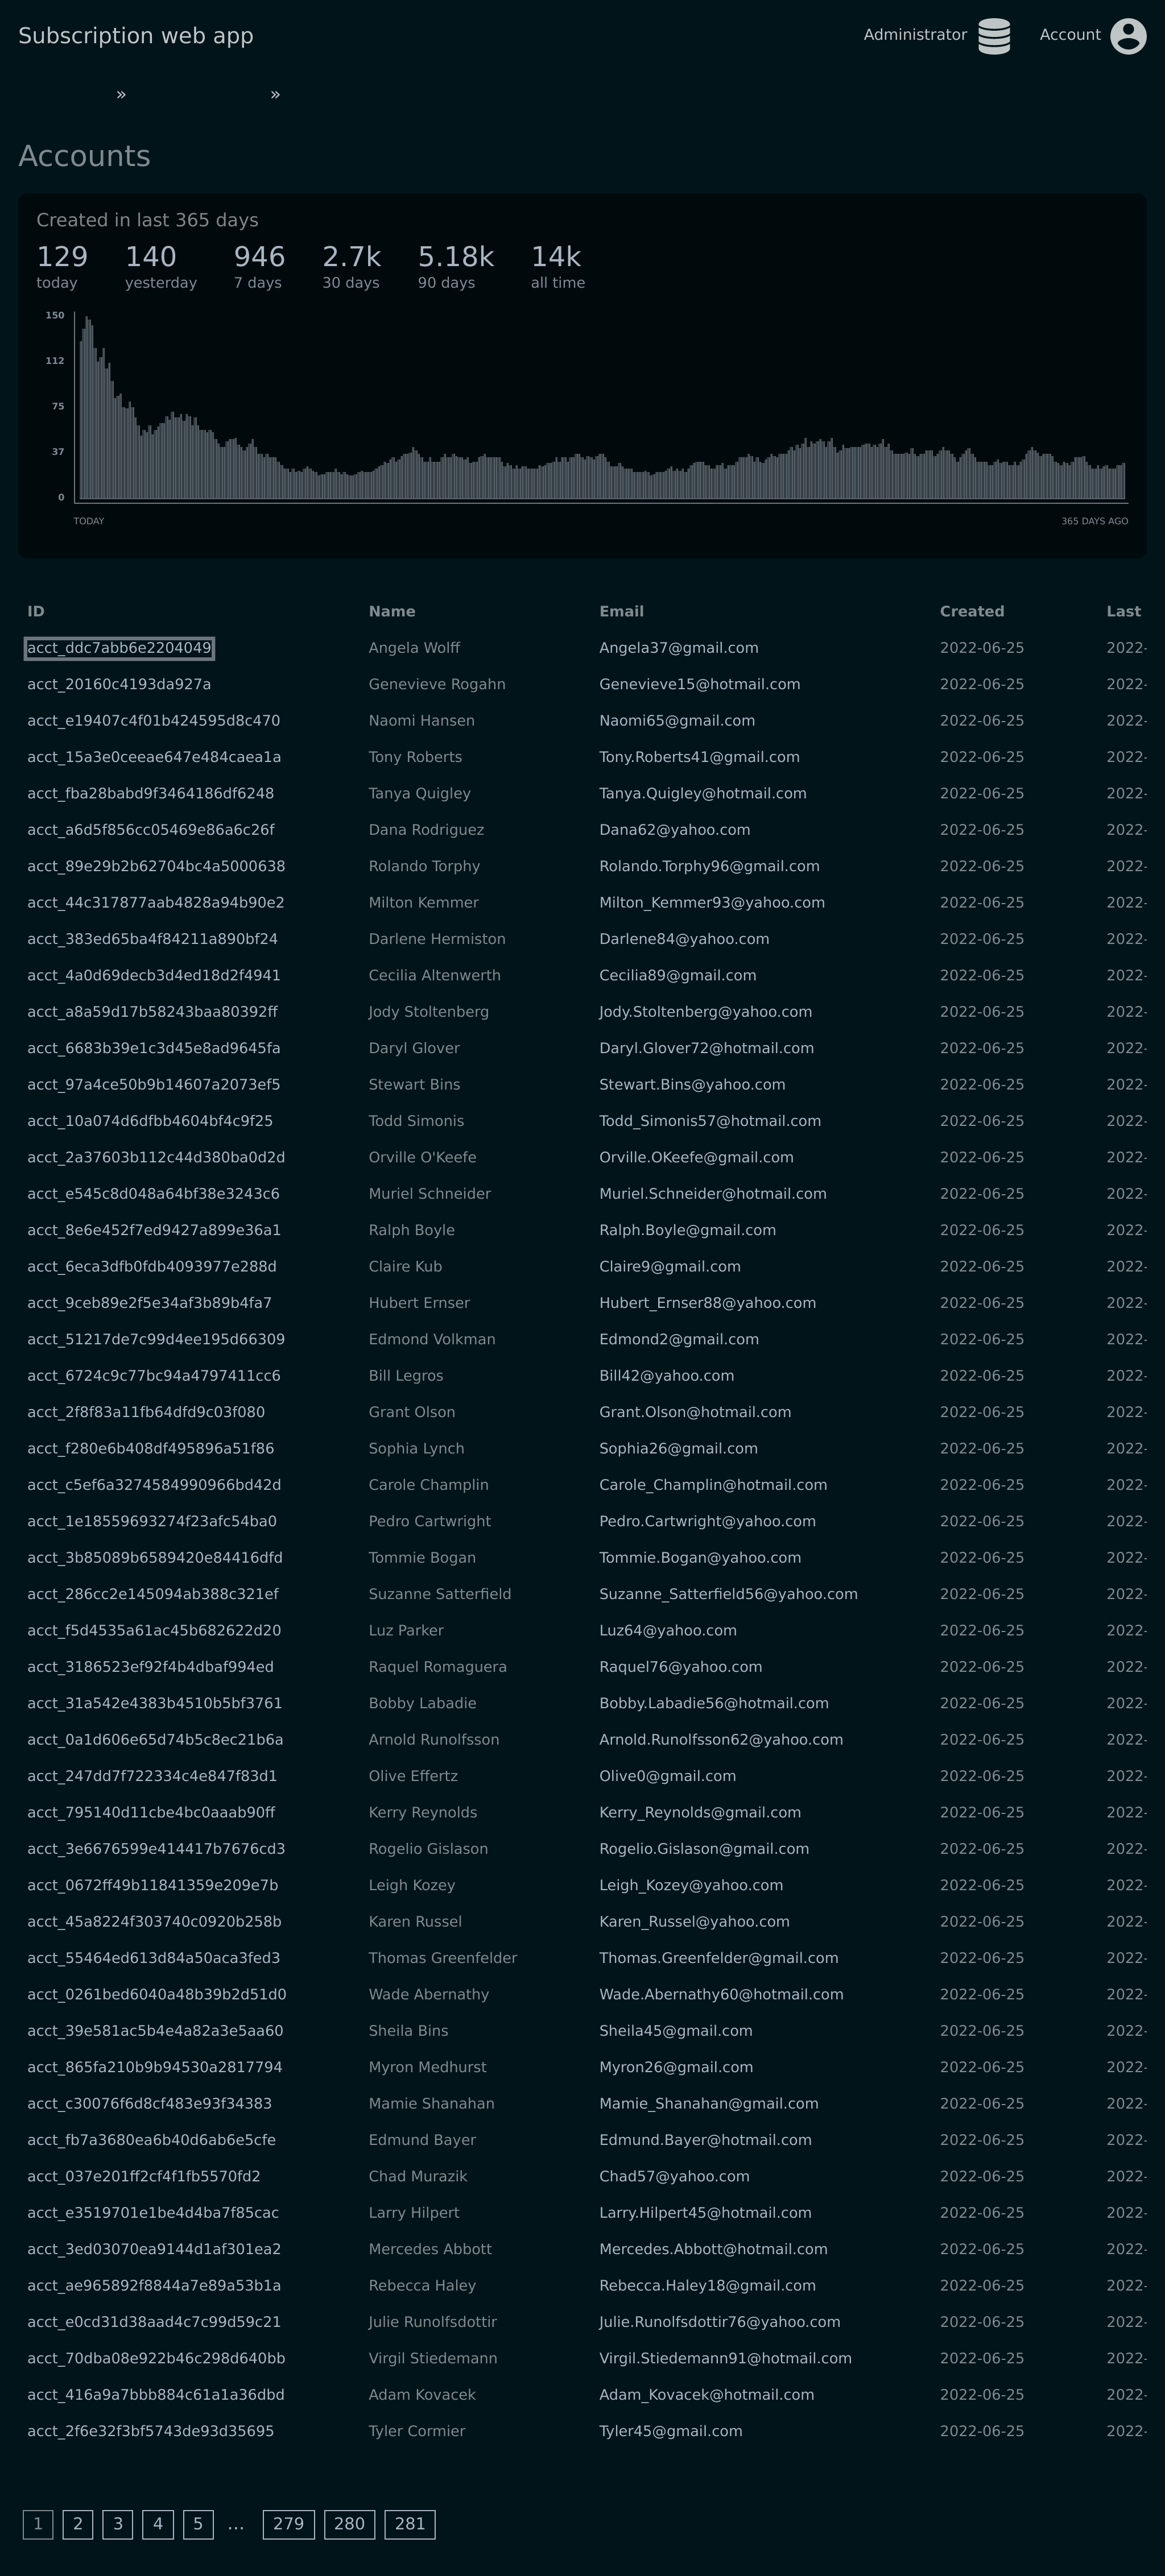 Subscription web app Administrator Account
» »
Accounts
Created in last 365 days
129 140 946 2.7k 5.18k 14k
today yesterday 7 days 30 days 90 days all time
150
112
75
37
0
TODAY 365 DAYS AGO
ID Name Email Created Last
acct_ddc7abb6e2204049 Angela Wolff Angela37@gmail.com 2022-06-25 2022-
acct_20160c4193da927a Genevieve Rogahn Genevieve15@hotmail.com 2022-06-25 2022-
acct_e19407c4f01b424595d8c470 Naomi Hansen Naomi65@gmail.com 2022-06-25 2022-
acct_15a3e0ceeae647e484caea1a Tony Roberts Tony.Roberts41@gmail.com 2022-06-25 2022-
acct_fba28babd9f3464186df6248 Tanya Quigley Tanya.Quigley@hotmail.com 2022-06-25 2022-
acct_a6d5f856cc05469e86a6c26f Dana Rodriguez Dana62@yahoo.com 2022-06-25 2022-
acct_89e29b2b62704bc4a5000638 Rolando Torphy Rolando.Torphy96@gmail.com 2022-06-25 2022-
acct_44c317877aab4828a94b90e2 Milton Kemmer Milton_Kemmer93@yahoo.com 2022-06-25 2022-
acct_383ed65ba4f84211a890bf24 Darlene Hermiston Darlene84@yahoo.com 2022-06-25 2022-
acct_4a0d69decb3d4ed18d2f4941 Cecilia Altenwerth Cecilia89@gmail.com 2022-06-25 2022-
acct_a8a59d17b58243baa80392ff Jody Stoltenberg Jody.Stoltenberg@yahoo.com 2022-06-25 2022-
acct_6683b39e1c3d45e8ad9645fa Daryl Glover Daryl.Glover72@hotmail.com 2022-06-25 2022-
acct_97a4ce50b9b14607a2073ef5 Stewart Bins Stewart.Bins@yahoo.com 2022-06-25 2022-
acct_10a074d6dfbb4604bf4c9f25 Todd Simonis Todd_Simonis57@hotmail.com 2022-06-25 2022-
acct_2a37603b112c44d380ba0d2d Orville O'Keefe Orville.OKeefe@gmail.com 2022-06-25 2022-
acct_e545c8d048a64bf38e3243c6 Muriel Schneider Muriel.Schneider@hotmail.com 2022-06-25 2022-
acct_8e6e452f7ed9427a899e36a1 Ralph Boyle Ralph.Boyle@gmail.com 2022-06-25 2022-
acct_6eca3dfb0fdb4093977e288d Claire Kub Claire9@gmail.com 2022-06-25 2022-
acct_9ceb89e2f5e34af3b89b4fa7 Hubert Ernser Hubert_Ernser88@yahoo.com 2022-06-25 2022-
acct_51217de7c99d4ee195d66309 Edmond Volkman Edmond2@gmail.com 2022-06-25 2022-
acct_6724c9c77bc94a4797411cc6 Bill Legros Bill42@yahoo.com 2022-06-25 2022-
acct_2f8f83a11fb64dfd9c03f080 Grant Olson Grant.Olson@hotmail.com 2022-06-25 2022-
acct_f280e6b408df495896a51f86 Sophia Lynch Sophia26@gmail.com 2022-06-25 2022-
acct_c5ef6a3274584990966bd42d Carole Champlin Carole_Champlin@hotmail.com 2022-06-25 2022-
acct_1e18559693274f23afc54ba0 Pedro Cartwright Pedro.Cartwright@yahoo.com 2022-06-25 2022-
acct_3b85089b6589420e84416dfd Tommie Bogan Tommie.Bogan@yahoo.com 2022-06-25 2022-
acct_286cc2e145094ab388c321ef Suzanne Satterfield Suzanne_Satterfield56@yahoo.com 2022-06-25 2022-
acct_f5d4535a61ac45b682622d20 Luz Parker Luz64@yahoo.com 2022-06-25 2022-
acct_3186523ef92f4b4dbaf994ed Raquel Romaguera Raquel76@yahoo.com 2022-06-25 2022-
acct_31a542e4383b4510b5bf3761 Bobby Labadie Bobby.Labadie56@hotmail.com 2022-06-25 2022-
acct_0a1d606e65d74b5c8ec21b6a Arnold Runolfsson Arnold.Runolfsson62@yahoo.com 2022-06-25 2022-
acct_247dd7f722334c4e847f83d1 Olive Effertz Olive0@gmail.com 2022-06-25 2022-
acct_795140d11cbe4bc0aaab90ff Kerry Reynolds Kerry_Reynolds@gmail.com 2022-06-25 2022-
acct_3e6676599e414417b7676cd3 Rogelio Gislason Rogelio.Gislason@gmail.com 2022-06-25 2022-
acct_0672ff49b11841359e209e7b Leigh Kozey Leigh_Kozey@yahoo.com 2022-06-25 2022-
acct_45a8224f303740c0920b258b Karen Russel Karen_Russel@yahoo.com 2022-06-25 2022-
acct_55464ed613d84a50aca3fed3 Thomas Greenfelder Thomas.Greenfelder@gmail.com 2022-06-25 2022-
acct_0261bed6040a48b39b2d51d0 Wade Abernathy Wade.Abernathy60@hotmail.com 2022-06-25 2022-
acct_39e581ac5b4e4a82a3e5aa60 Sheila Bins Sheila45@gmail.com 2022-06-25 2022-
acct_865fa210b9b94530a2817794 Myron Medhurst Myron26@gmail.com 2022-06-25 2022-
acct_c30076f6d8cf483e93f34383 Mamie Shanahan Mamie_Shanahan@gmail.com 2022-06-25 2022-
acct_fb7a3680ea6b40d6ab6e5cfe Edmund Bayer Edmund.Bayer@hotmail.com 2022-06-25 2022-
acct_037e201ff2cf4f1fb5570fd2 Chad Murazik Chad57@yahoo.com 2022-06-25 2022-
acct_e3519701e1be4d4ba7f85cac Larry Hilpert Larry.Hilpert45@hotmail.com 2022-06-25 2022-
acct_3ed03070ea9144d1af301ea2 Mercedes Abbott Mercedes.Abbott@hotmail.com 2022-06-25 2022-
acct_ae965892f8844a7e89a53b1a Rebecca Haley Rebecca.Haley18@gmail.com 2022-06-25 2022-
acct_e0cd31d38aad4c7c99d59c21 Julie Runolfsdottir Julie.Runolfsdottir76@yahoo.com 2022-06-25 2022-
acct_70dba08e922b46c298d640bb Virgil Stiedemann Virgil.Stiedemann91@hotmail.com 2022-06-25 2022-
acct_416a9a7bbb884c61a1a36dbd Adam Kovacek Adam_Kovacek@hotmail.com 2022-06-25 2022-
acct_2f6e32f3bf5743de93d35695 Tyler Cormier Tyler45@gmail.com 2022-06-25 2022-
1 2 3 4 5 ... 279 280 281